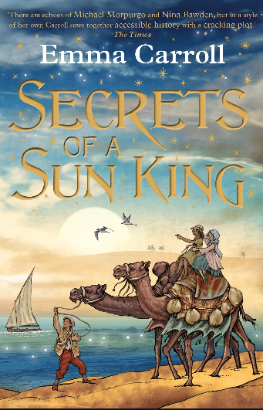 'There are echoes of Michael Morpurgo and Nina Bawden, but in a style
of her own Carroll sews together accessible history with a cracking plot.'
The Times
Emma Carroll
SECRETS
OF A
SUN KING